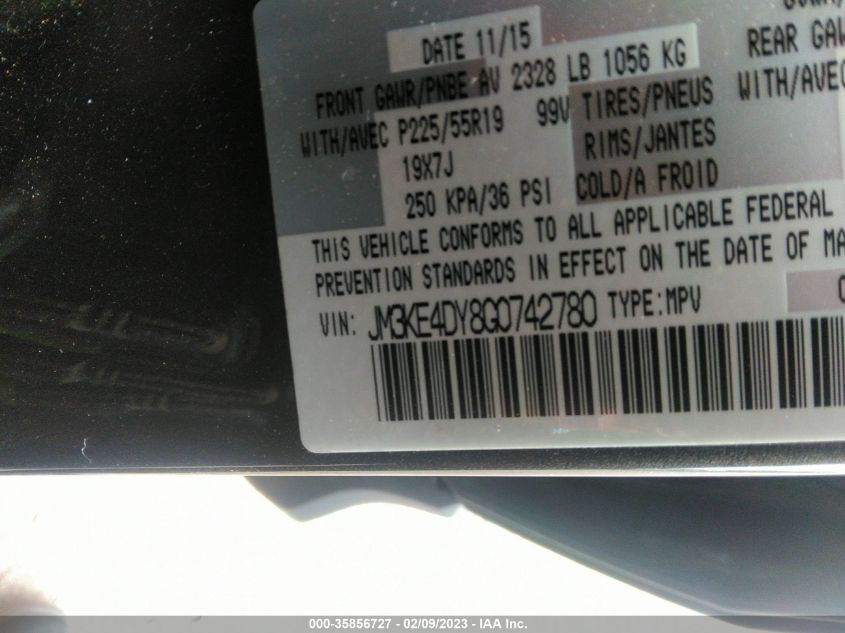 DATE 11/15
FRONT GAWR/PNBE AV 2328 LB 1056 KG
REAR GAW
WITH/AVEC P225/55R19 99V TIRES/PNEUS WITH/AVEC
19X7J RIMS/JANTES
250 KPA/36 PSI COLD/A FROID
THIS VEHICLE CONFORMS TO ALL APPLICABLE FEDERAL
PREVENTION STANDARDS IN EFFECT ON THE DATE OF MA
VIN: JM3KE4DY8G0742780 TYPE:MPV
000-35856727 - 02/09/2023 - IAA Inc.